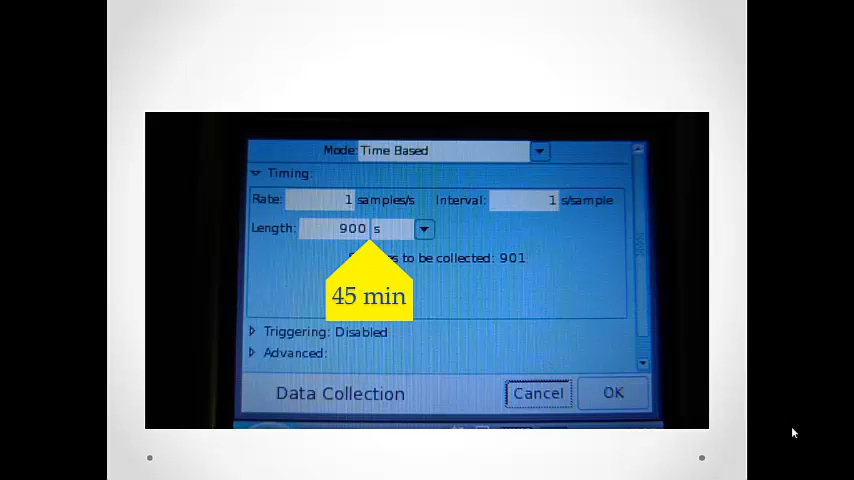 Mode: Time Based
Timing:
Rate: 1 samples/s Interval: 1 s/sample
Length: 900 s
to be collected: 901
45 min
Triggering: Disabled
Advanced:
Data Collection Cancel OK